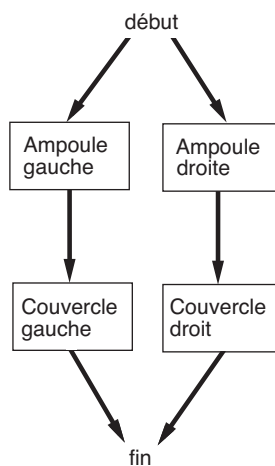 début
Ampoule
gauche
Ampoule
droite
Couvercle
gauche
Couvercle
droit
fin